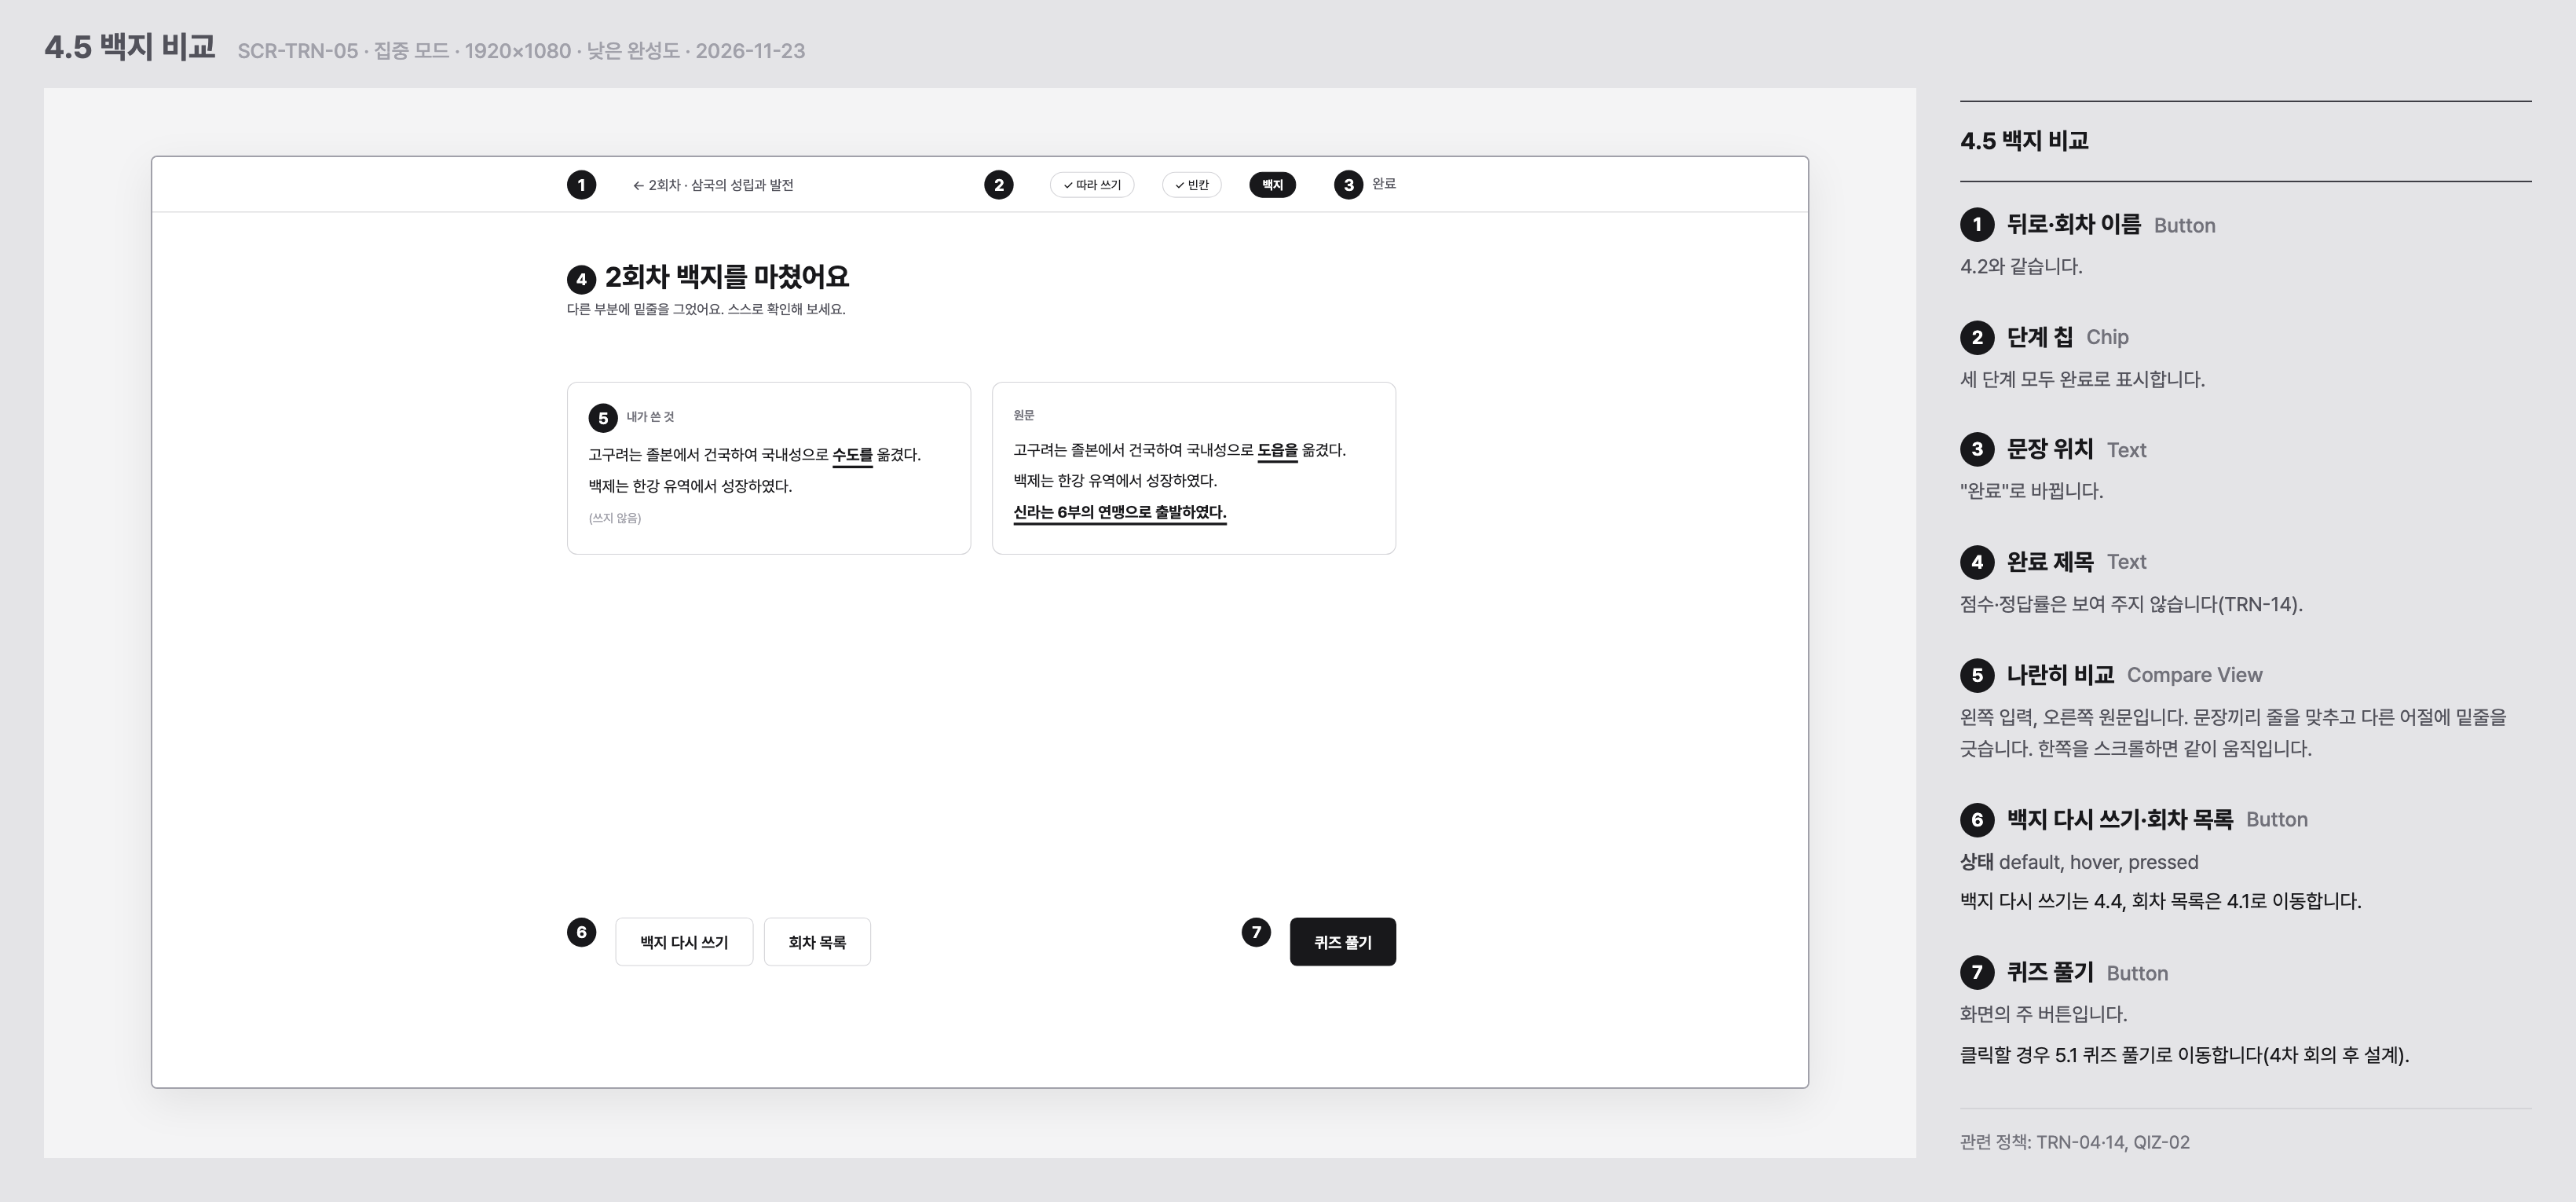 4.5 백지 비교 SCR-TRN-05 · 집중 모드 · 1920×1080 · 낮은 완성도 · 2026-11-23
1 ← 2회차 · 삼국의 성립과 발전 2 ✓ 따라 쓰기 ✓ 빈칸 백지 3 완료
4 2회차 백지를 마쳤어요
다른 부분에 밑줄을 그었어요. 스스로 확인해 보세요.
5 내가 쓴 것
고구려는 졸본에서 건국하여 국내성으로 수도를 옮겼다.
백제는 한강 유역에서 성장하였다.
(쓰지 않음)
원문
고구려는 졸본에서 건국하여 국내성으로 도읍을 옮겼다.
백제는 한강 유역에서 성장하였다.
신라는 6부의 연맹으로 출발하였다.
6 백지 다시 쓰기 회차 목록 7 퀴즈 풀기
4.5 백지 비교
1 뒤로·회차 이름 Button
4.2와 같습니다.
2 단계 칩 Chip
세 단계 모두 완료로 표시합니다.
3 문장 위치 Text
"완료"로 바뀝니다.
4 완료 제목 Text
점수·정답률은 보여 주지 않습니다(TRN-14).
5 나란히 비교 Compare View
왼쪽 입력, 오른쪽 원문입니다. 문장끼리 줄을 맞추고 다른 어절에 밑줄을
긋습니다. 한쪽을 스크롤하면 같이 움직입니다.
6 백지 다시 쓰기·회차 목록 Button
상태 default, hover, pressed
백지 다시 쓰기는 4.4, 회차 목록은 4.1로 이동합니다.
7 퀴즈 풀기 Button
화면의 주 버튼입니다.
클릭할 경우 5.1 퀴즈 풀기로 이동합니다(4차 회의 후 설계).
관련 정책: TRN-04·14, QIZ-02